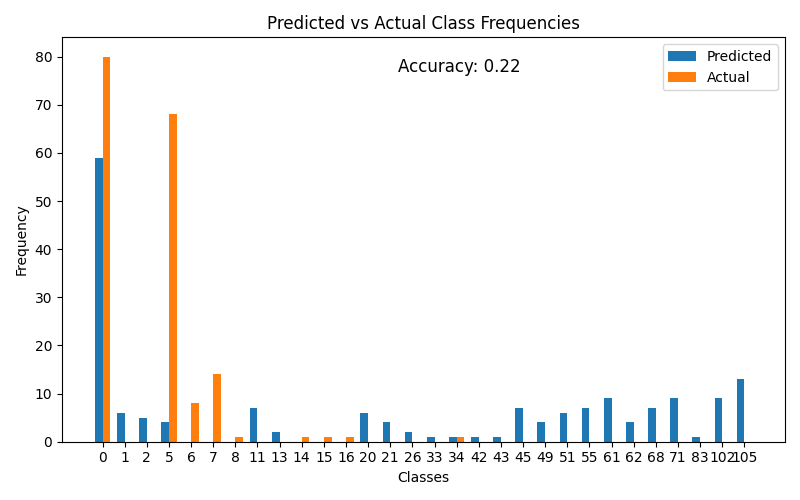 Predicted vs Actual Class Frequencies
Accuracy: 0.22
Predicted
Actual
Frequency
80
70
60
50
40
30
20
10
0
0 1 2 5 6 7 8 11 13 14 15 16 20 21 26 33 34 42 43 45 49 51 55 61 62 68 71 83 102 105
Classes